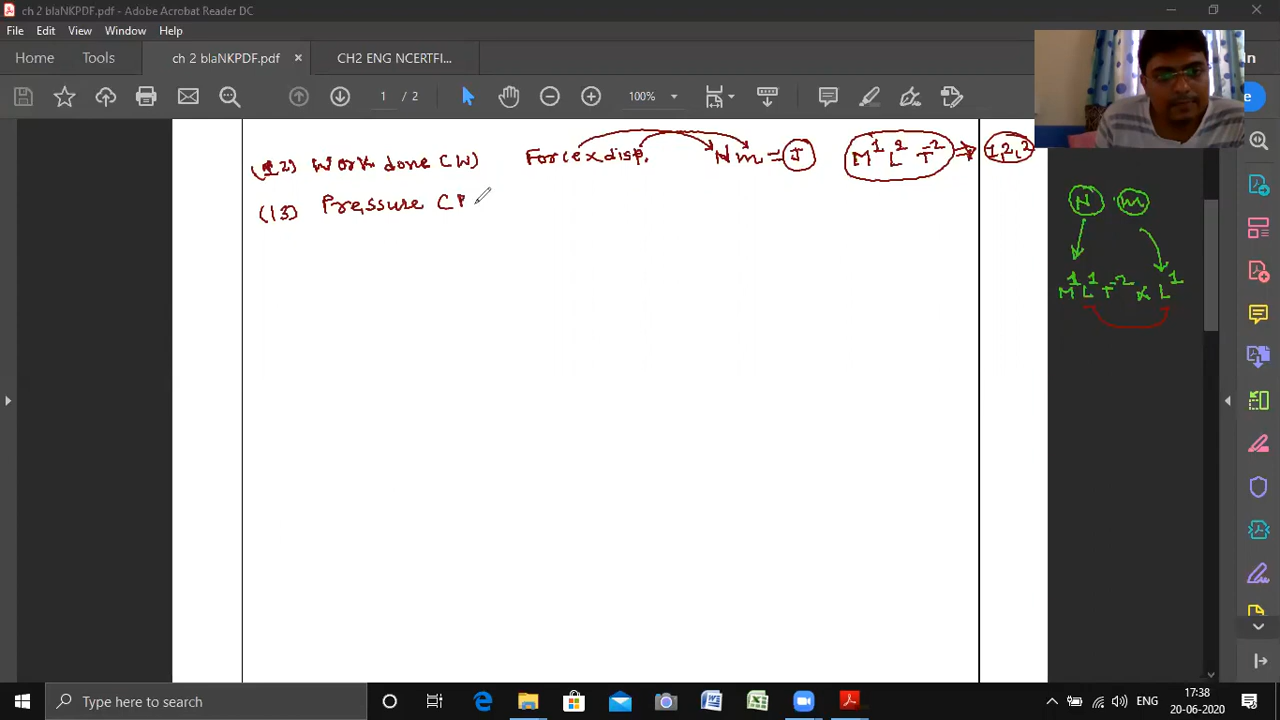 ch 2 blaNKPDF.pdf - Adobe Acrobat Reader DC
File Edit View Window Help
Home Tools ch 2 blaNKPDF.pdf × CH2 ENG NCERTFI...
1 / 2 100%
(12) Work done (W) Force x disp. Nm = J M¹ L² T⁻² ⇒ 1,2,-2
(13) Pressure (P
N · m
M¹ L¹ T⁻² × L¹
Type here to search
ENG
17:38
20-06-2020